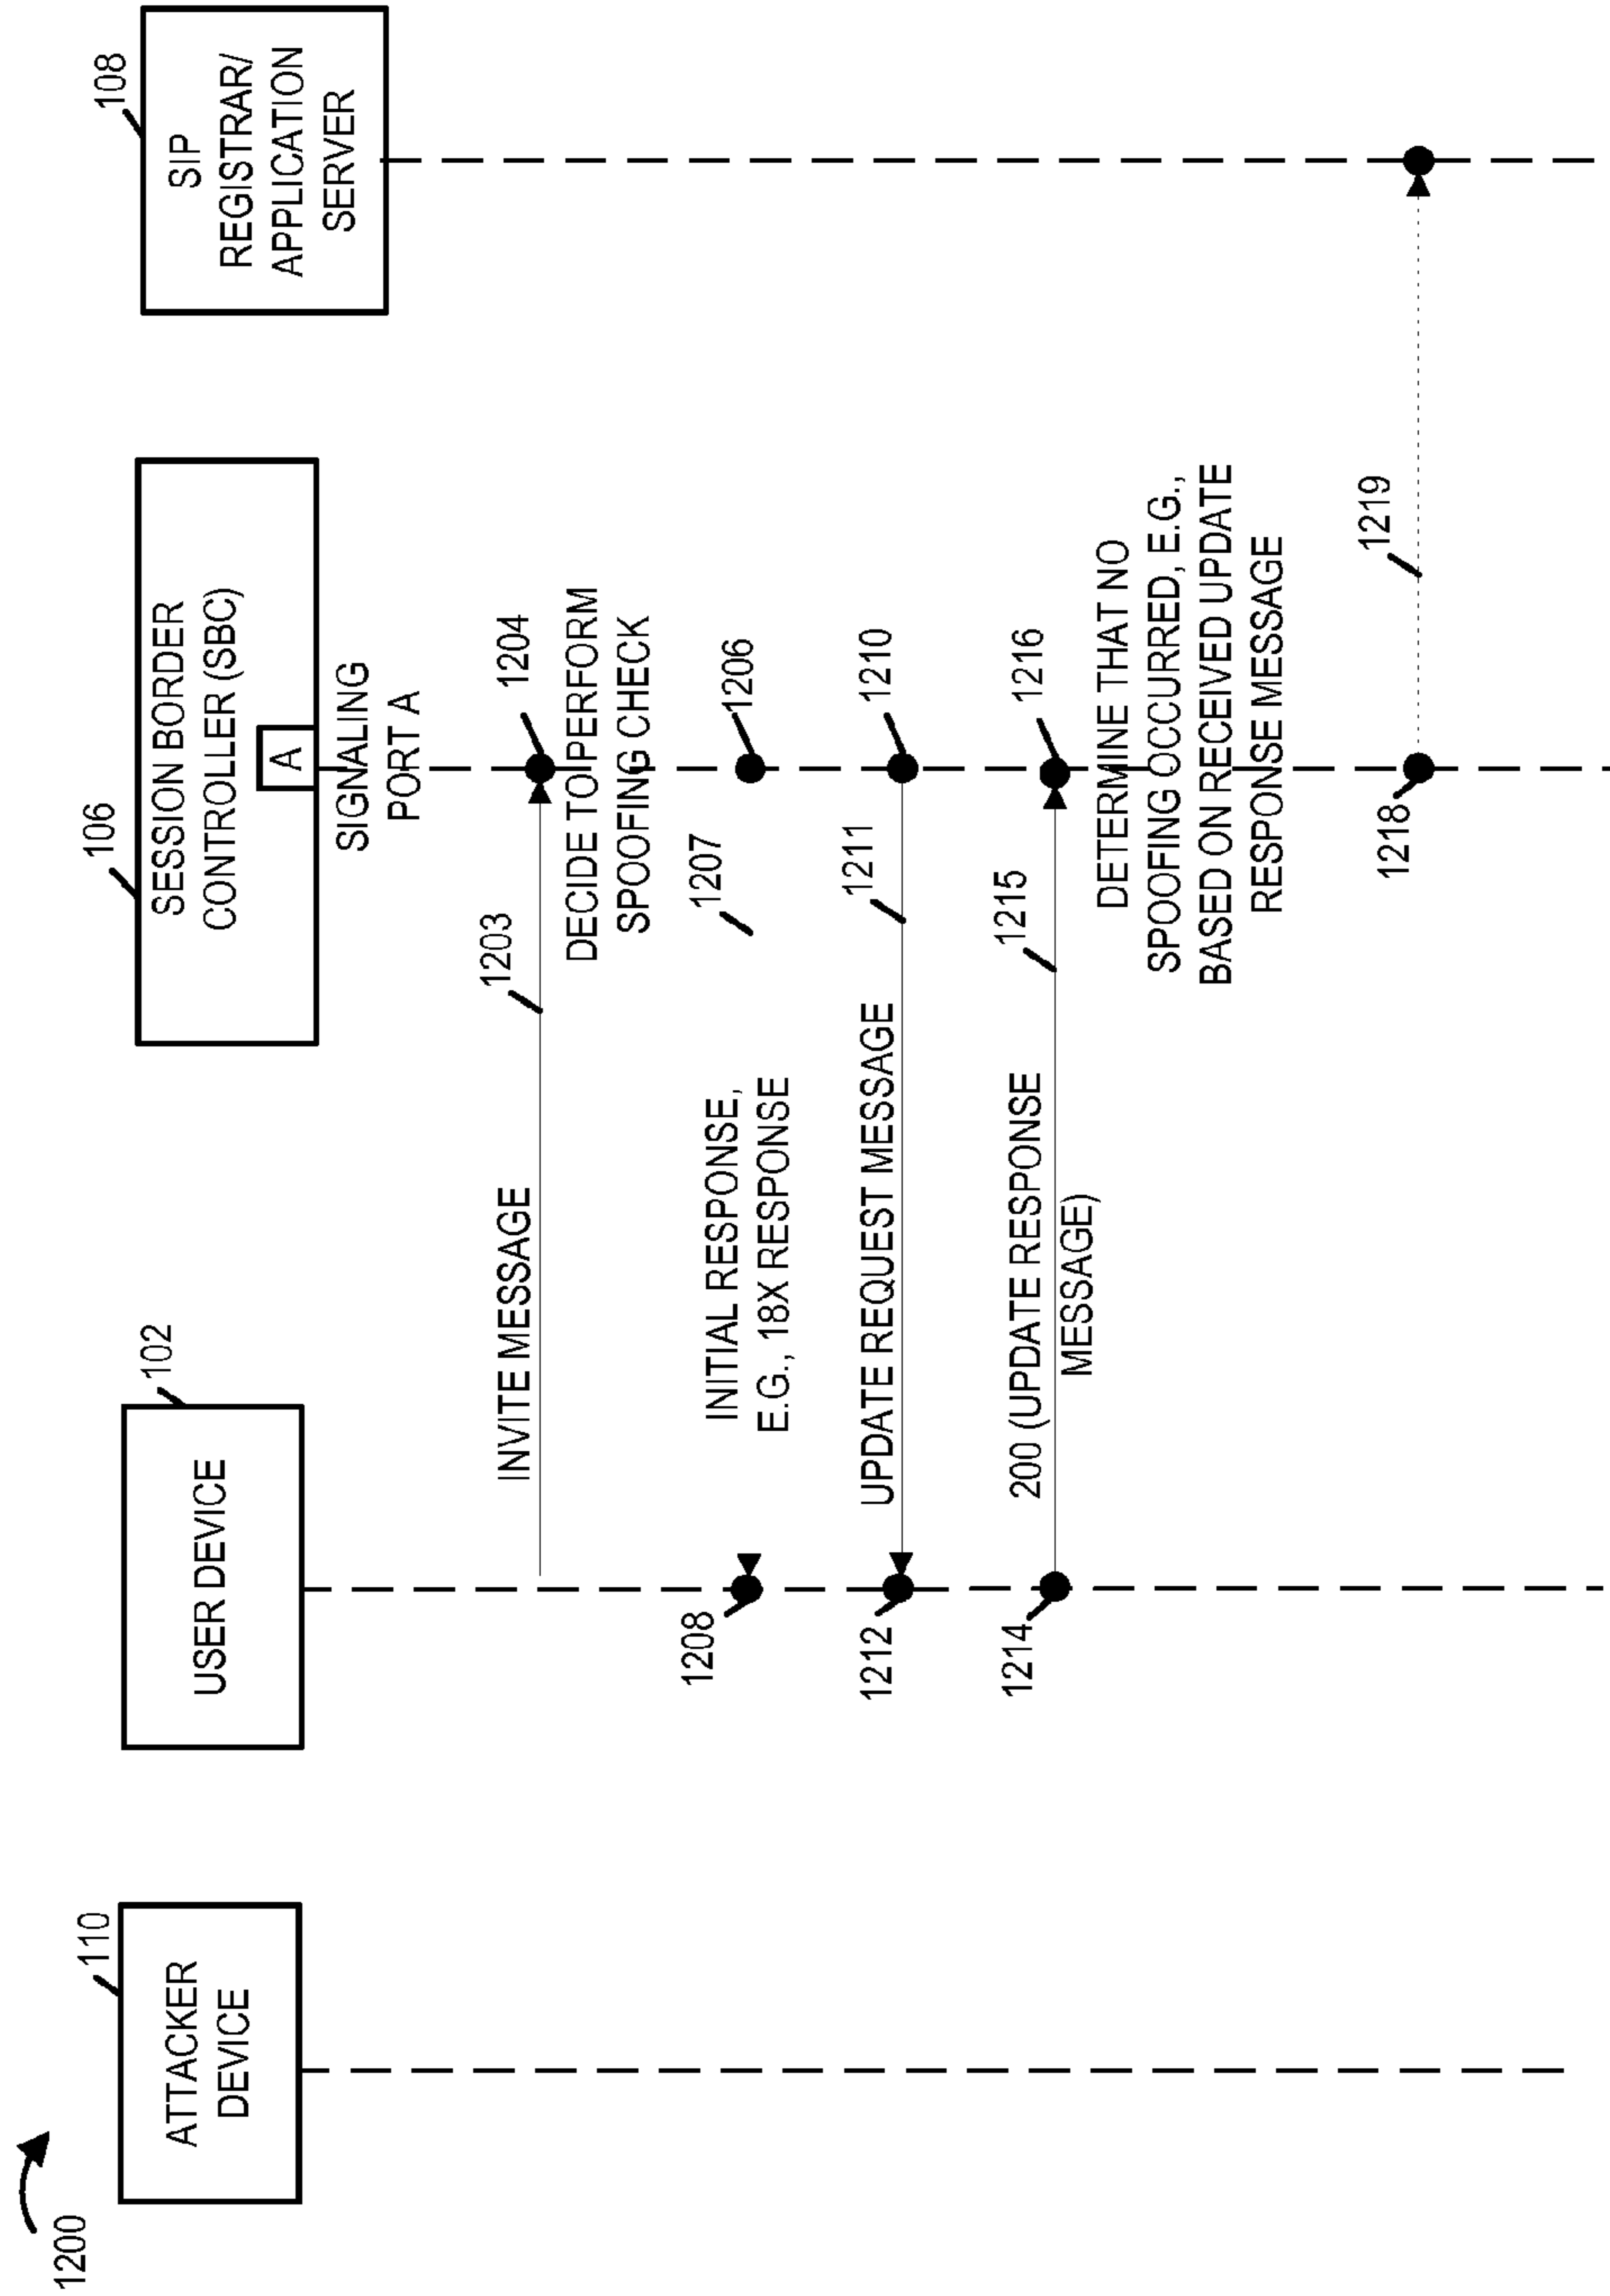 1200
110
ATTACKER
DEVICE
102
USER DEVICE
106
SESSION BORDER
CONTROLLER (SBC)
A
SIGNALING
PORT A
108
SIP
REGISTRAR/
APPLICATION
SERVER
INVITE MESSAGE
1203
1204
DECIDE TO PERFORM
SPOOFING CHECK
1208
INITIAL RESPONSE,
E.G., 18X RESPONSE
1207
1206
1212
UPDATE REQUEST MESSAGE
1211
1210
1214
200 (UPDATE RESPONSE
MESSAGE)
1215
1216
DETERMINE THAT NO
SPOOFING OCCURRED, E.G.,
BASED ON RECEIVED UPDATE
RESPONSE MESSAGE
1218
1219